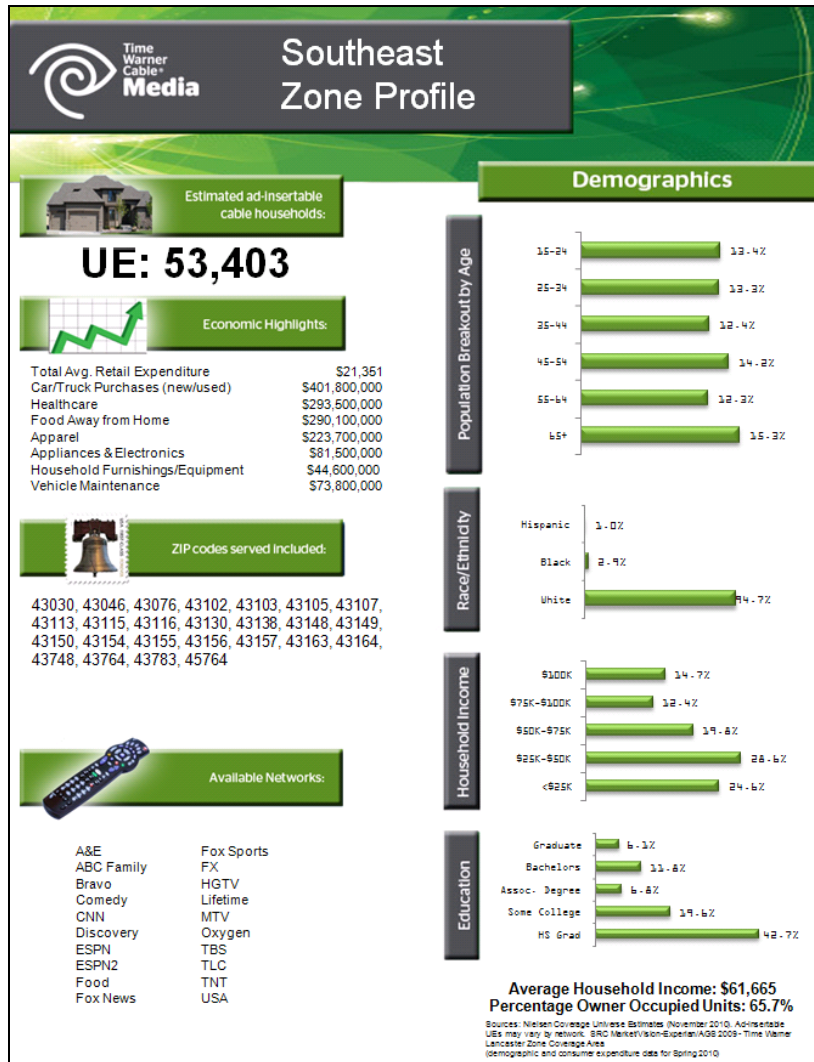 Time
Warner
Cable®
Media
Southeast
Zone Profile
Estimated ad-insertable
cable households:
UE: 53,403
Economic Highlights:
Total Avg. Retail Expenditure $21,351
Car/Truck Purchases (new/used) $401,800,000
Healthcare $293,500,000
Food Away from Home $290,100,000
Apparel $223,700,000
Appliances & Electronics $81,500,000
Household Furnishings/Equipment $44,600,000
Vehicle Maintenance $73,800,000
ZIP codes served included:
43030, 43046, 43076, 43102, 43103, 43105, 43107,
43113, 43115, 43116, 43130, 43138, 43148, 43149,
43150, 43154, 43155, 43156, 43157, 43163, 43164,
43748, 43764, 43783, 45764
Available Networks:
A&E Fox Sports
ABC Family FX
Bravo HGTV
Comedy Lifetime
CNN MTV
Discovery Oxygen
ESPN TBS
ESPN2 TLC
Food TNT
Fox News USA
Demographics
Population Breakout by Age
15-24 13.4%
25-34 13.3%
35-44 12.4%
45-54 14.2%
55-64 12.3%
65+ 15.3%
Race/Ethnicity
Hispanic 1.0%
Black 2.9%
White 94.7%
Household Income
$100K 14.7%
$75K-$100K 12.4%
$50K-$75K 19.8%
$25K-$50K 28.6%
<$25K 24.6%
Education
Graduate 6.1%
Bachelors 11.8%
Assoc. Degree 6.8%
Some College 19.6%
HS Grad 42.7%
Average Household Income: $61,665
Percentage Owner Occupied Units: 65.7%
Sources: Nielsen Coverage Universe Estimates (November 2010). Ad-Insertable
UEs may vary by network. SRC MarketVision-Experian/AGS 2009 - Time Warner
Lancaster Zone Coverage Area
(demographic and consumer expenditure data for Spring 2010)